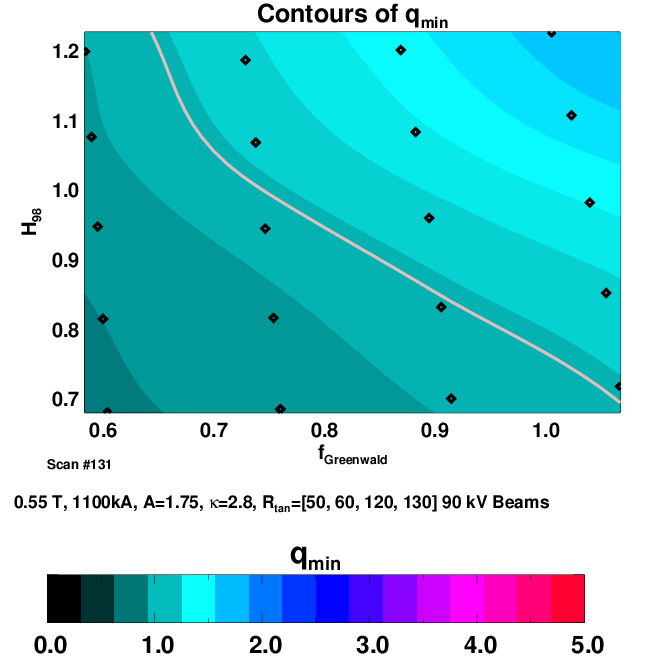 Contours of qmin
1.2
1.1
1.0
0.9
0.8
0.7
H98
0.6 0.7 0.8 0.9 1.0
fGreenwald
Scan #131
0.55 T, 1100kA, A=1.75, κ=2.8, Rtan=[50, 60, 120, 130] 90 kV Beams
qmin
0.0 1.0 2.0 3.0 4.0 5.0